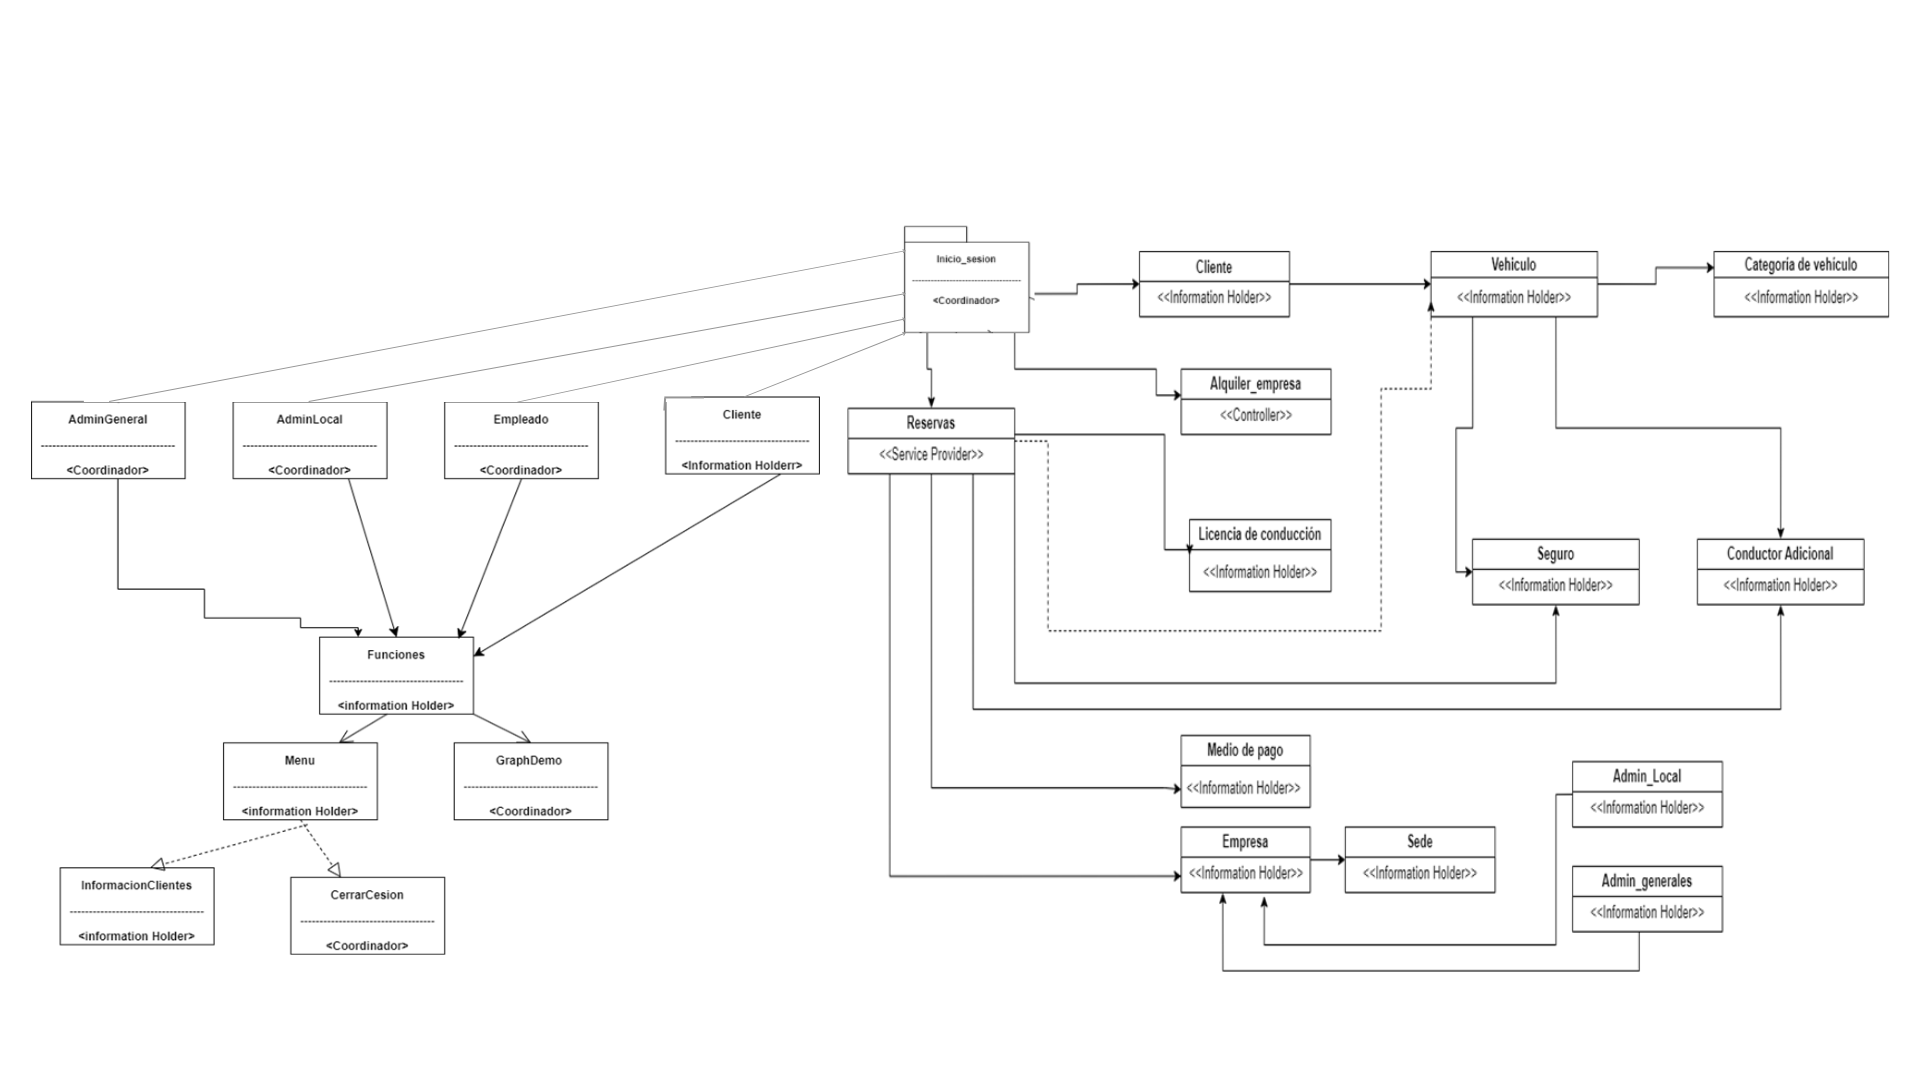 Inicio_sesion
<Coordinador>
Cliente
<<Information Holder>>
Vehiculo
<<Information Holder>>
Categoria de vehiculo
<<Information Holder>>
Alquiler_empresa
<<Controller>>
AdminGeneral
<Coordinador>
AdminLocal
<Coordinador>
Empleado
<Coordinador>
Cliente
<Information Holderr>
Reservas
<<Service Provider>>
Licencia de conducción
<<Information Holder>>
Seguro
<<Information Holder>>
Conductor Adicional
<<Information Holder>>
Funciones
<information Holder>
Menu
<information Holder>
GraphDemo
<Coordinador>
Medio de pago
<<Information Holder>>
Admin_Local
<<Information Holder>>
Empresa
<<Information Holder>>
Sede
<<Information Holder>>
Admin_generales
<<Information Holder>>
InformacionClientes
<information Holder>
CerrarCesion
<Coordinador>